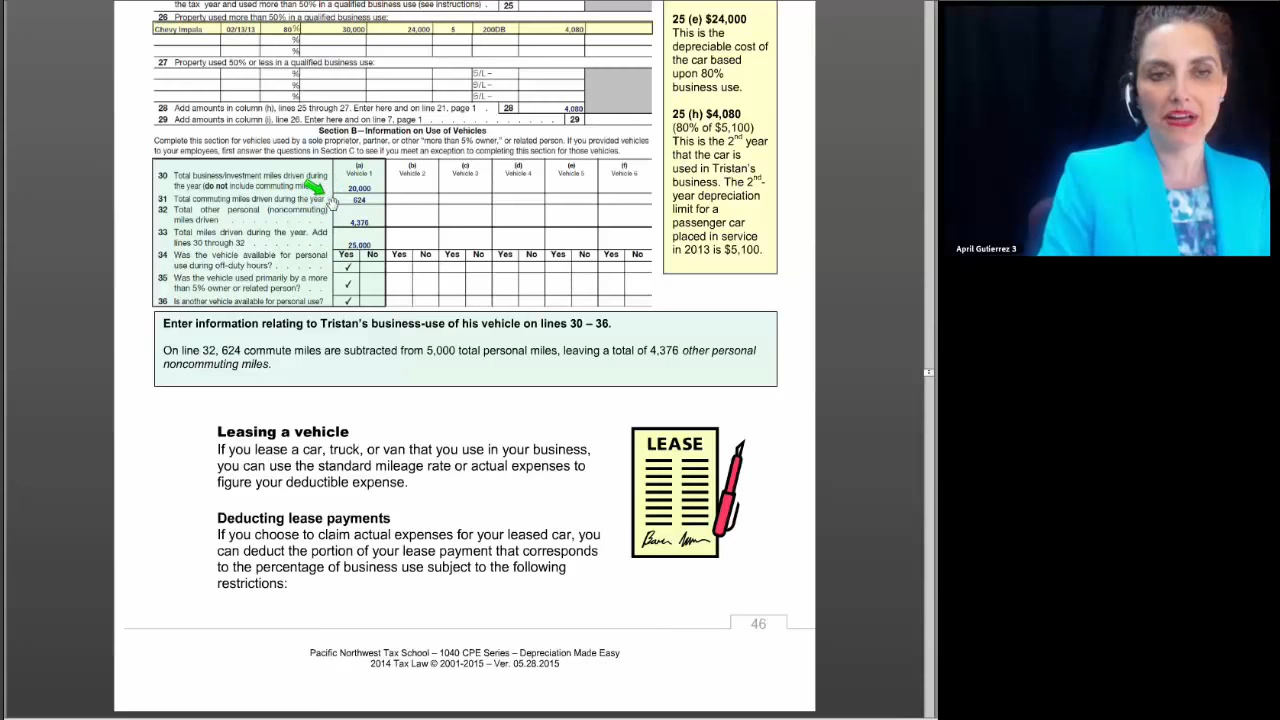 the tax year and used more than 50% in a qualified business use (see instructions) 25
26 Property used more than 50% in a qualified business use:
Chevy Impala 02/13/13 80% 30,000 24,000 5 200DB 4,080
%
%
27 Property used 50% or less in a qualified business use:
% S/L –
% S/L –
% S/L –
28 Add amounts in column (h), lines 25 through 27. Enter here and on line 21, page 1 . 28 4,080
29 Add amounts in column (i), line 26. Enter here and on line 7, page 1 . . . . . . . . . . . . 29
Section B—Information on Use of Vehicles
Complete this section for vehicles used by a sole proprietor, partner, or other “more than 5% owner,” or related person. If you provided vehicles
to your employees, first answer the questions in Section C to see if you meet an exception to completing this section for those vehicles.
(a) (b) (c) (d) (e) (f)
Vehicle 1 Vehicle 2 Vehicle 3 Vehicle 4 Vehicle 5 Vehicle 6
30 Total business/investment miles driven during
the year (do not include commuting 20,000
31 Total commuting miles driven during the year 624
32 Total other personal (noncommuting)
miles driven 4,376
33 Total miles driven during the year. Add
lines 30 through 32 25,000
34 Was the vehicle available for personal Yes No Yes No Yes No Yes No Yes No Yes No
use during off-duty hours? ✓
35 Was the vehicle used primarily by a more
than 5% owner or related person? ✓
36 Is another vehicle available for personal use? ✓
25 (e) $24,000
This is the
depreciable cost of
the car based
upon 80%
business use.
25 (h) $4,080
(80% of $5,100)
This is the 2nd year
that the car is
used in Tristan’s
business. The 2nd-
year depreciation
limit for a
passenger car
placed in service
in 2013 is $5,100.
Enter information relating to Tristan’s business-use of his vehicle on lines 30 – 36.
On line 32, 624 commute miles are subtracted from 5,000 total personal miles, leaving a total of 4,376 other personal
noncommuting miles.
Leasing a vehicle
If you lease a car, truck, or van that you use in your business,
you can use the standard mileage rate or actual expenses to
figure your deductible expense.
Deducting lease payments
If you choose to claim actual expenses for your leased car, you
can deduct the portion of your lease payment that corresponds
to the percentage of business use subject to the following
restrictions:
LEASE
46
Pacific Northwest Tax School – 1040 CPE Series – Depreciation Made Easy
2014 Tax Law © 2001-2015 – Ver. 05.28.2015
April Gutierrez 3